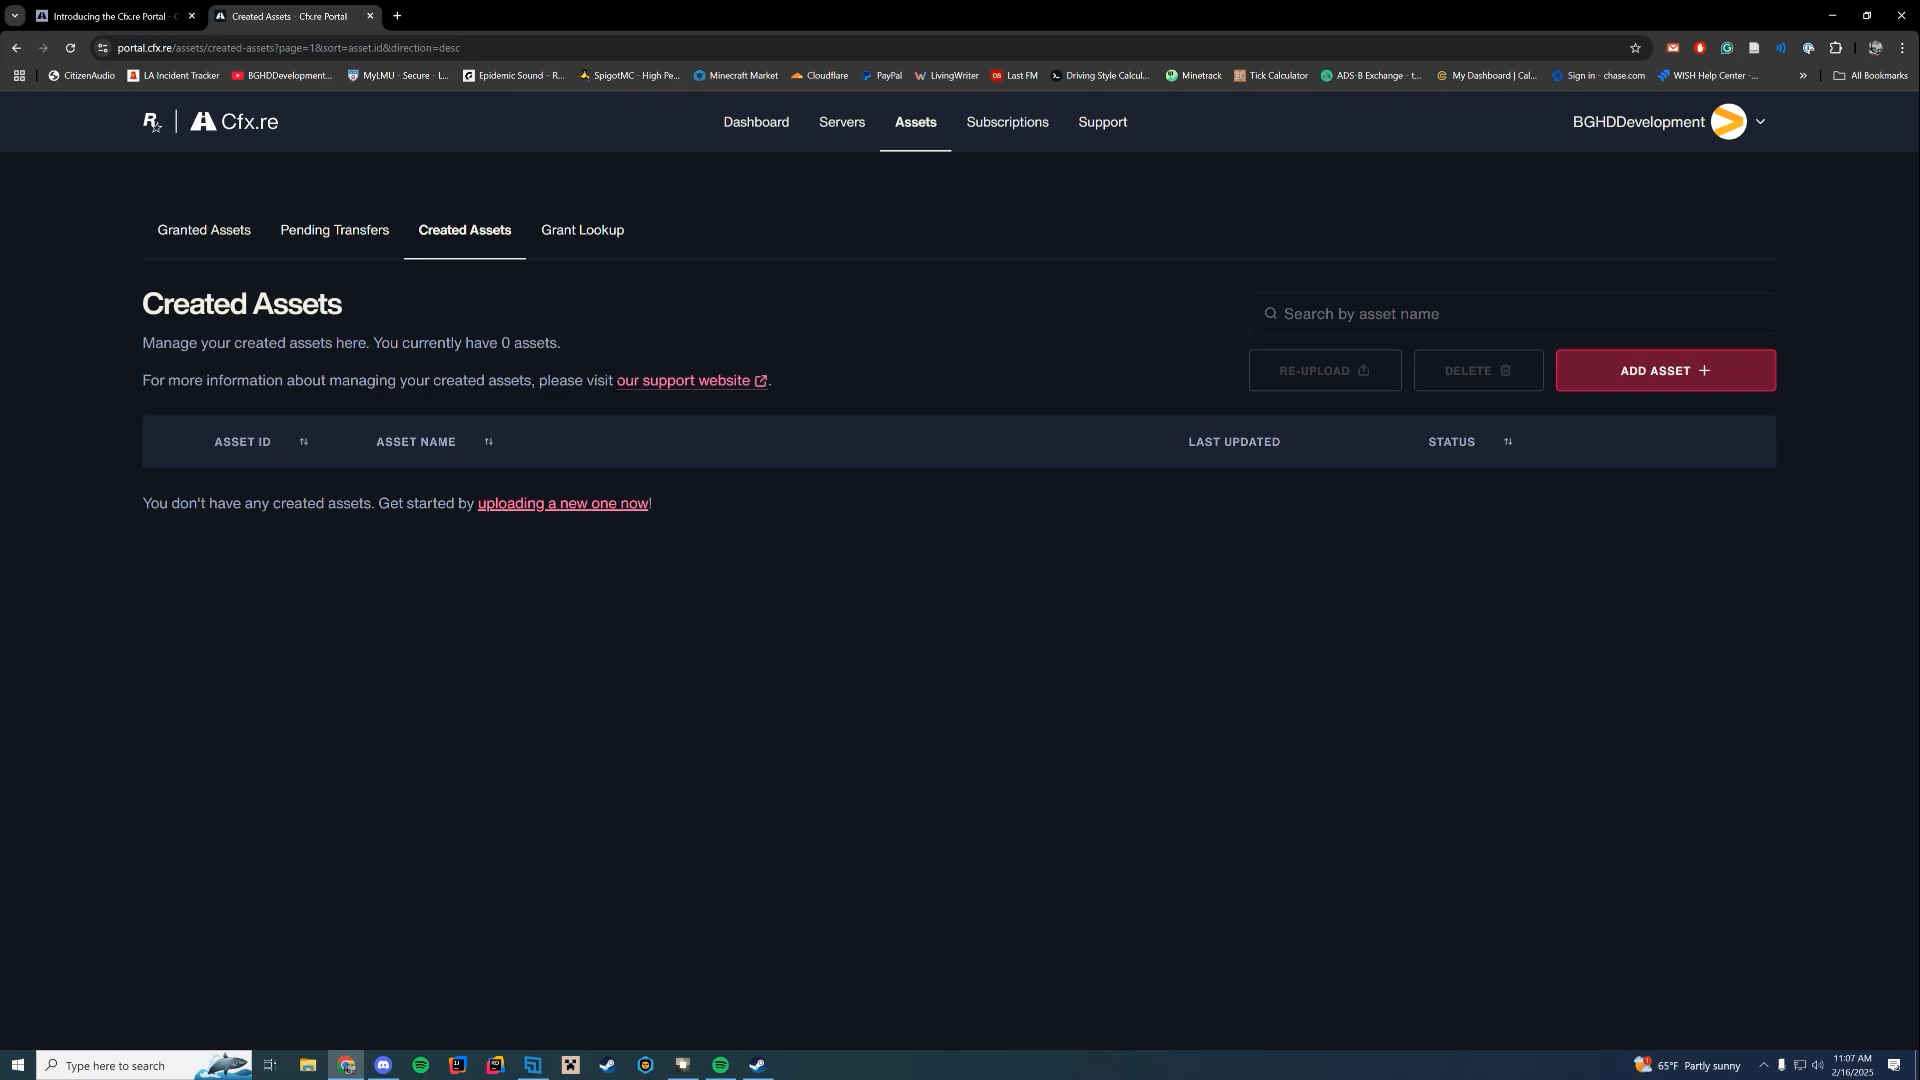 Introducing the Cfx.re Portal - C
Created Assets - Cfx.re Portal
portal.cfx.re/assets/created-assets?page=1&sort=asset.id&direction=desc
CitizenAudio
LA Incident Tracker
BGHDDevelopment...
MyLMU - Secure - L...
Epidemic Sound – R...
SpigotMC - High Pe...
Minecraft Market
Cloudflare
PayPal
LivingWriter
Last FM
Driving Style Calcul...
Minetrack
Tick Calculator
ADS-B Exchange - t...
My Dashboard | Cal...
Sign in - chase.com
WISH Help Center -...
All Bookmarks
Cfx.re
Dashboard
Servers
Assets
Subscriptions
Support
BGHDDevelopment
Granted Assets
Pending Transfers
Created Assets
Grant Lookup
Created Assets
Search by asset name
Manage your created assets here. You currently have 0 assets.
For more information about managing your created assets, please visit our support website.
RE-UPLOAD
DELETE
ADD ASSET +
ASSET ID
ASSET NAME
LAST UPDATED
STATUS
You don't have any created assets. Get started by uploading a new one now!
Type here to search
65°F Partly sunny
11:07 AM
2/16/2025